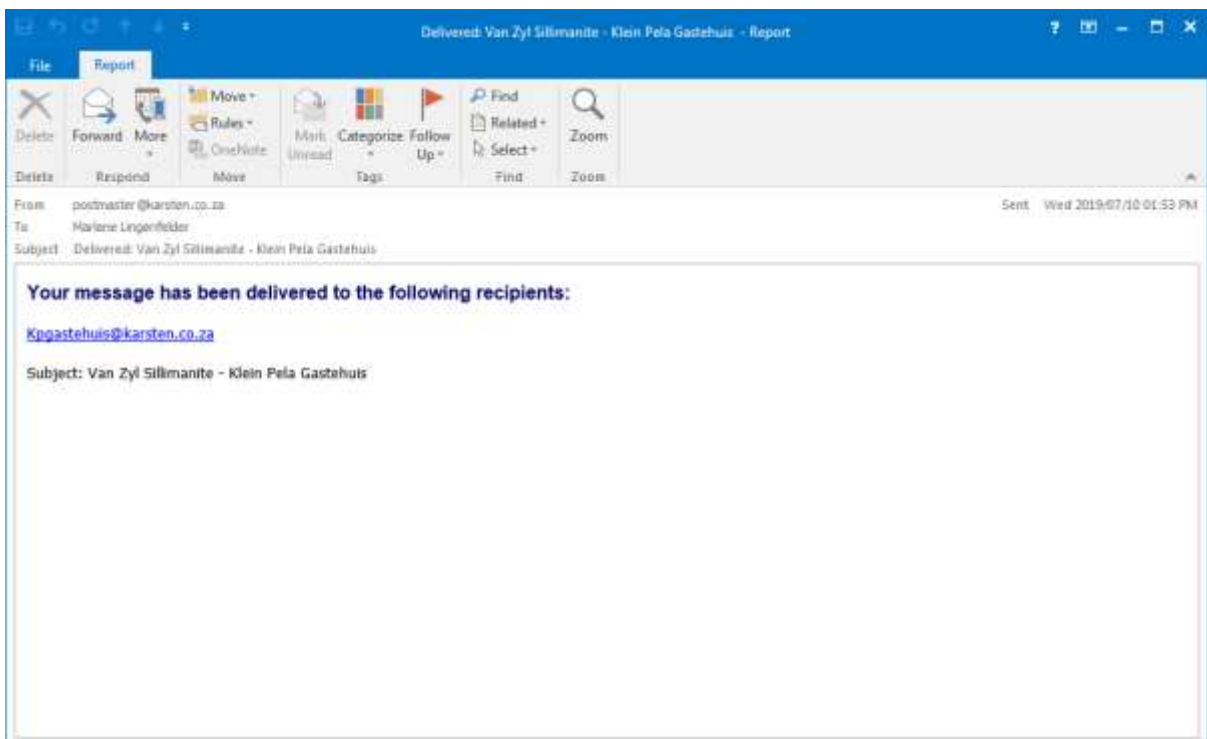 Delivered: Van Zyl Sillimanite - Klein Pela Gastehuis - Report
File Report
Delete
Forward
More
Move
Rules
OneNote
Mark Unread
Categorize
Follow Up
Find
Related
Select
Zoom
Delete Respond Move Tags Find Zoom
From postmaster@karsten.co.za Sent Wed 2019/07/10 01:53 PM
To Marlene Lingenfelder
Subject Delivered: Van Zyl Sillimanite - Klein Pela Gastehuis
Your message has been delivered to the following recipients:
Kpgastehuis@karsten.co.za
Subject: Van Zyl Sillimanite - Klein Pela Gastehuis